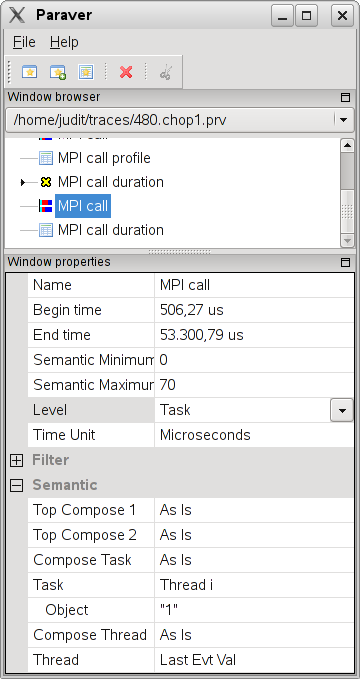 Paraver
File Help
Window browser
/home/judit/traces/480.chop1.prv
MPI call
MPI call profile
MPI call duration
MPI call
MPI call duration
Window properties
Name MPI call
Begin time 506,27 us
End time 53.300,79 us
Semantic Minimum 0
Semantic Maximur 70
Level Task
Time Unit Microseconds
Filter
Semantic
Top Compose 1 As Is
Top Compose 2 As Is
Compose Task As Is
Task Thread i
Object "1"
Compose Thread As Is
Thread Last Evt Val